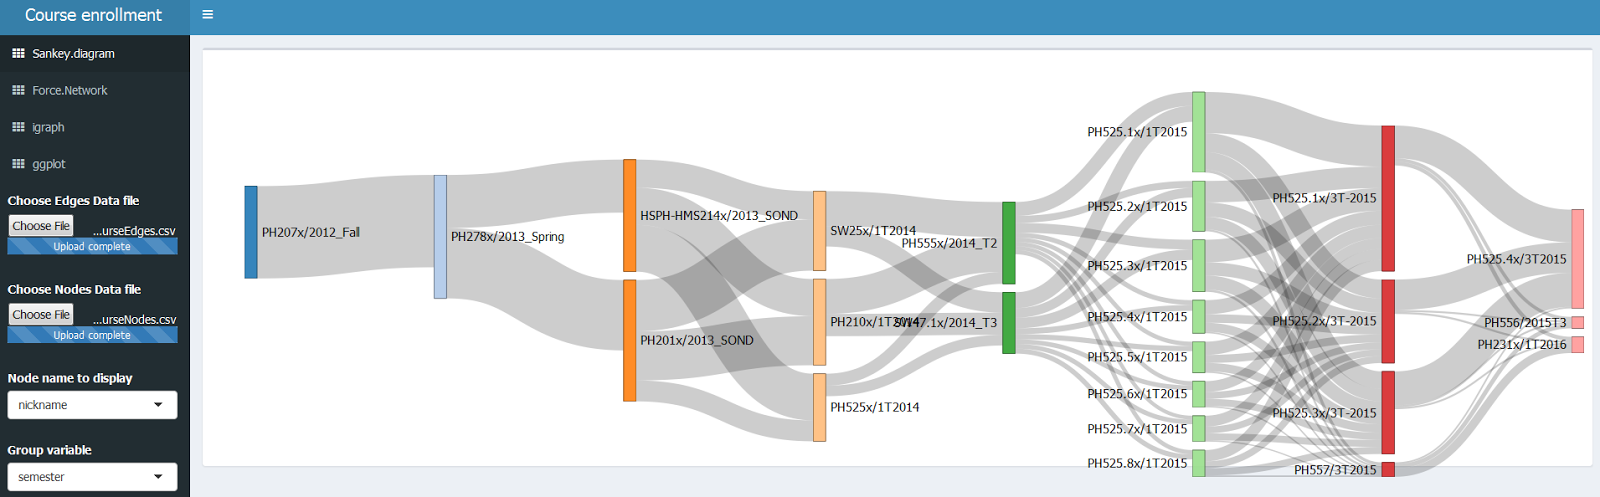 Course enrollment
Sankey.diagram
Force.Network
igraph
ggplot
Choose Edges Data file
Choose File
...urseEdges.csv
Upload complete
Choose Nodes Data file
Choose File
...urseNodes.csv
Upload complete
Node name to display
nickname
Group variable
semester
PH207x/2012_Fall
PH278x/2013_Spring
HSPH-HMS214x/2013_SOND
PH201x/2013_SOND
SW25x/1T2014
PH210x/1T2014
PH525x/1T2014
PH555x/2014_T2
SW47.1x/2014_T3
PH525.1x/1T2015
PH525.2x/1T2015
PH525.3x/1T2015
PH525.4x/1T2015
PH525.5x/1T2015
PH525.6x/1T2015
PH525.7x/1T2015
PH525.8x/1T2015
PH525.1x/3T-2015
PH525.2x/3T-2015
PH525.3x/3T-2015
PH557/3T2015
PH525.4x/3T2015
PH556/2015T3
PH231x/1T2016